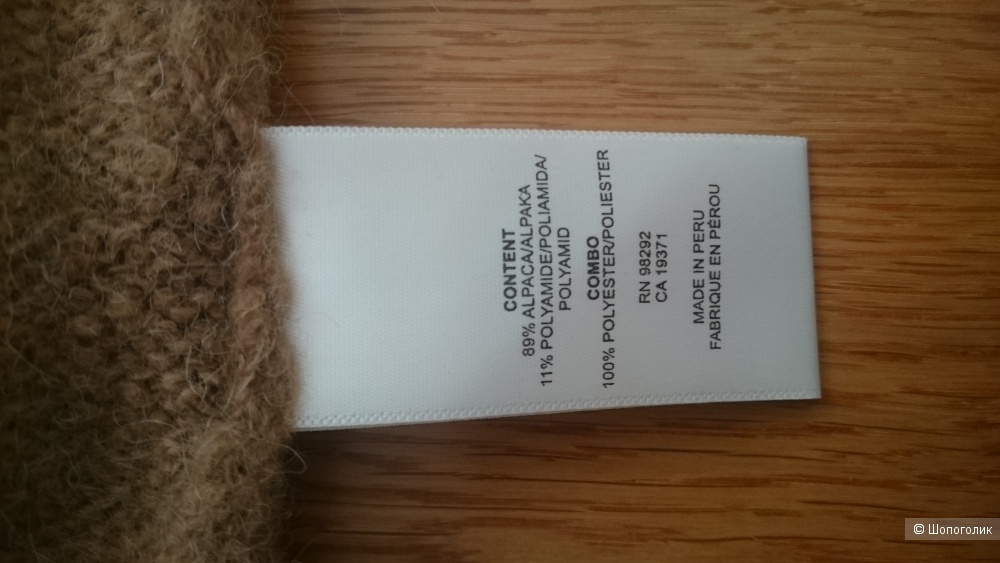 CONTENT
89% ALPACA/ALPAKA
11% POLYAMIDE/POLIAMIDA/
POLYAMID
COMBO
100% POLYESTER/POLIESTER
RN 98292
CA 19371
MADE IN PERU
FABRIQUE EN PÉROU
© Шопоголик